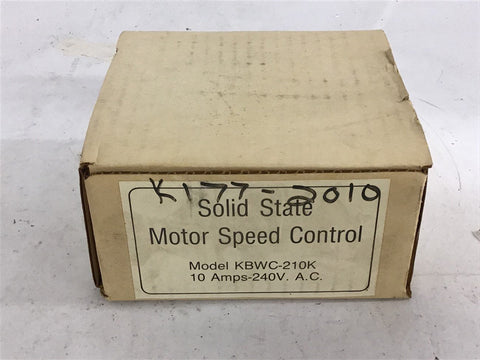 K177-2010
Solid State
Motor Speed Control
Model KBWC-210K
10 Amps-240V. A.C.